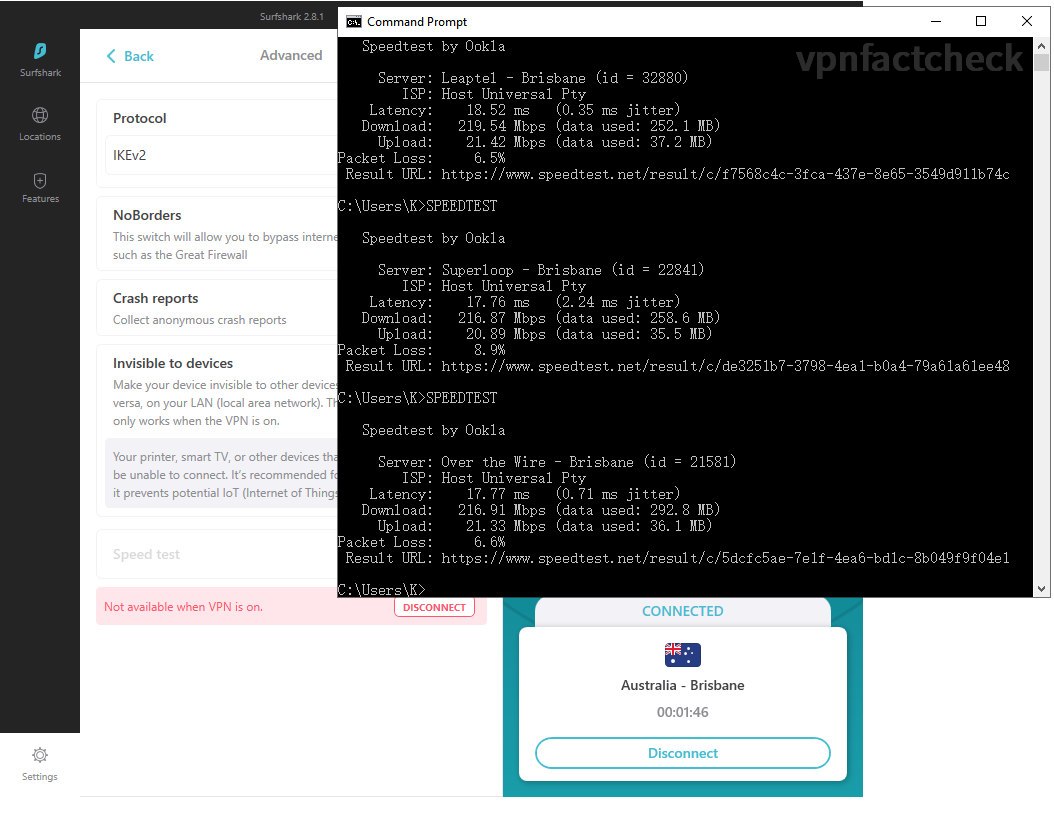 Surfshark 2.8.1
Surfshark
Locations
Features
Settings
Back
Advanced
Protocol
IKEv2
NoBorders
This switch will allow you to bypass interne
such as the Great Firewall
Crash reports
Collect anonymous crash reports
Invisible to devices
Make your device invisible to other devices
versa, on your LAN (local area network). Th
only works when the VPN is on.
Your printer, smart TV, or other devices tha
be unable to connect. It's recommended fo
it prevents potential IoT (Internet of Things
Speed test
Not available when VPN is on.
DISCONNECT
Command Prompt
vpnfactcheck
Speedtest by Ookla
Server: Leaptel - Brisbane (id = 32880)
ISP: Host Universal Pty
Latency: 18.52 ms (0.35 ms jitter)
Download: 219.54 Mbps (data used: 252.1 MB)
Upload: 21.42 Mbps (data used: 37.2 MB)
Packet Loss: 6.5%
Result URL: https://www.speedtest.net/result/c/f7568c4c-3fca-437e-8e65-3549d911b74c
C:\Users\K>SPEEDTEST
Speedtest by Ookla
Server: Superloop - Brisbane (id = 22841)
ISP: Host Universal Pty
Latency: 17.76 ms (2.24 ms jitter)
Download: 216.87 Mbps (data used: 258.6 MB)
Upload: 20.89 Mbps (data used: 35.5 MB)
Packet Loss: 8.9%
Result URL: https://www.speedtest.net/result/c/de3251b7-3798-4ea1-b0a4-79a61a61ee48
C:\Users\K>SPEEDTEST
Speedtest by Ookla
Server: Over the Wire - Brisbane (id = 21581)
ISP: Host Universal Pty
Latency: 17.77 ms (0.71 ms jitter)
Download: 216.91 Mbps (data used: 292.8 MB)
Upload: 21.33 Mbps (data used: 36.1 MB)
Packet Loss: 6.6%
Result URL: https://www.speedtest.net/result/c/5dcfc5ae-7e1f-4ea6-bd1c-8b049f9f04e1
C:\Users\K>
CONNECTED
Australia - Brisbane
00:01:46
Disconnect